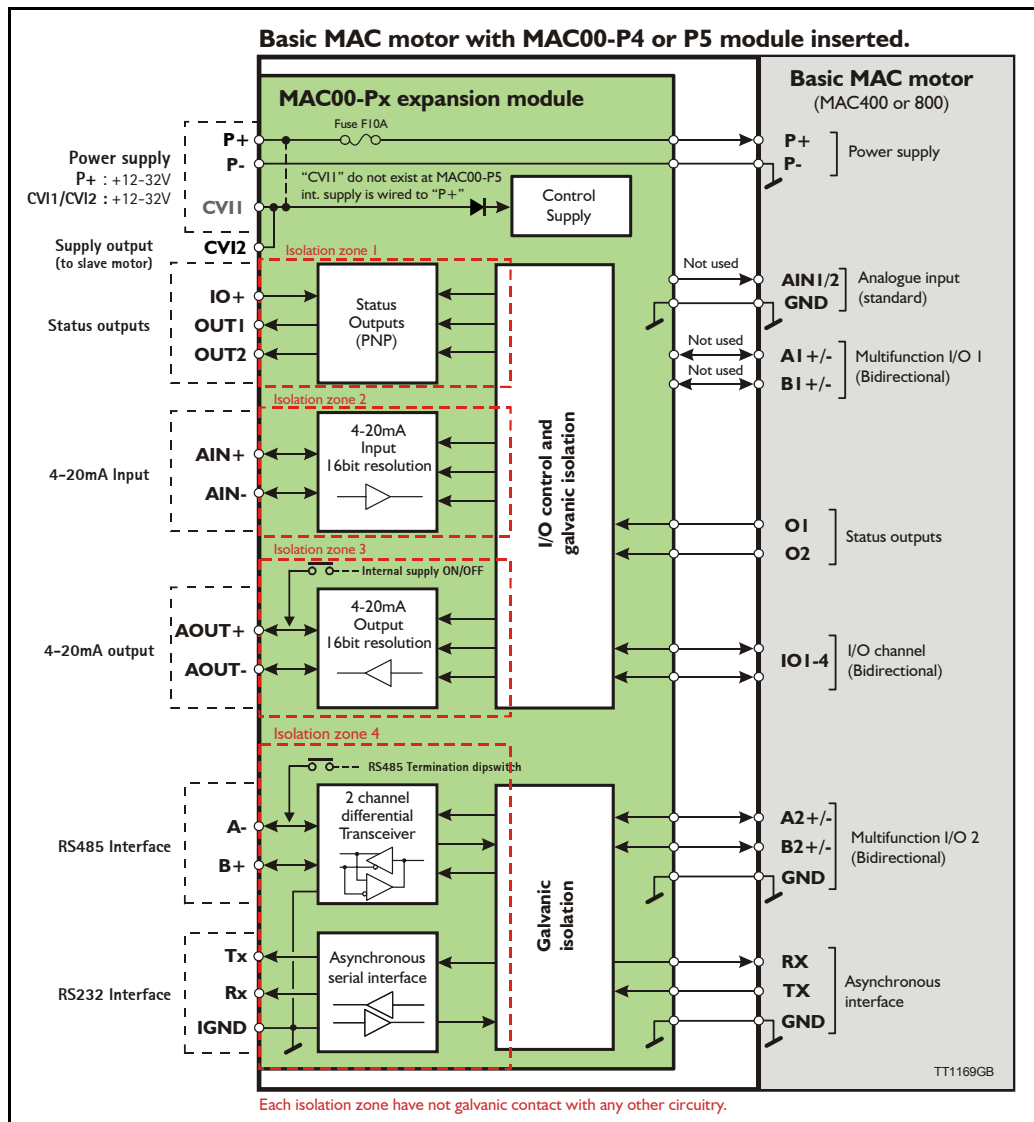 Basic MAC motor with MAC00-P4 or P5 module inserted.
MAC00-Px expansion module
Basic MAC motor
(MAC400 or 800)
Fuse F10A
P+
P-
Power supply
P+ : +12-32V
CVI1/CVI2 : +12-32V
CVI1
"CVI1" do not exist at MAC00-P5
int. supply is wired to "P+"
Control
Supply
P+
P-
Power supply
Supply output
(to slave motor)
CVI2
Isolation zone 1
Status outputs
IO+
OUT1
OUT2
Status
Outputs
(PNP)
Not used
AIN1/2
GND
Analogue input
(standard)
Not used
Not used
A1+/-
B1+/-
Multifunction I/O 1
(Bidirectional)
Isolation zone 2
4-20mA Input
AIN+
AIN-
4-20mA
Input
16bit resolution
I/O control and
galvanic isolation
O1
O2
Status outputs
Isolation zone 3
Internal supply ON/OFF
4-20mA output
AOUT+
AOUT-
4-20mA
Output
16bit resolution
IO1-4
I/O channel
(Bidirectional)
Isolation zone 4
RS485 Termination dipswitch
RS485 Interface
A-
B+
2 channel
differential
Transceiver
Galvanic
isolation
A2+/-
B2+/-
GND
Multifunction I/O 2
(Bidirectional)
RS232 Interface
Tx
Rx
IGND
Asynchronous
serial interface
RX
TX
GND
Asynchronous
interface
TT1169GB
Each isolation zone have not galvanic contact with any other circuitry.